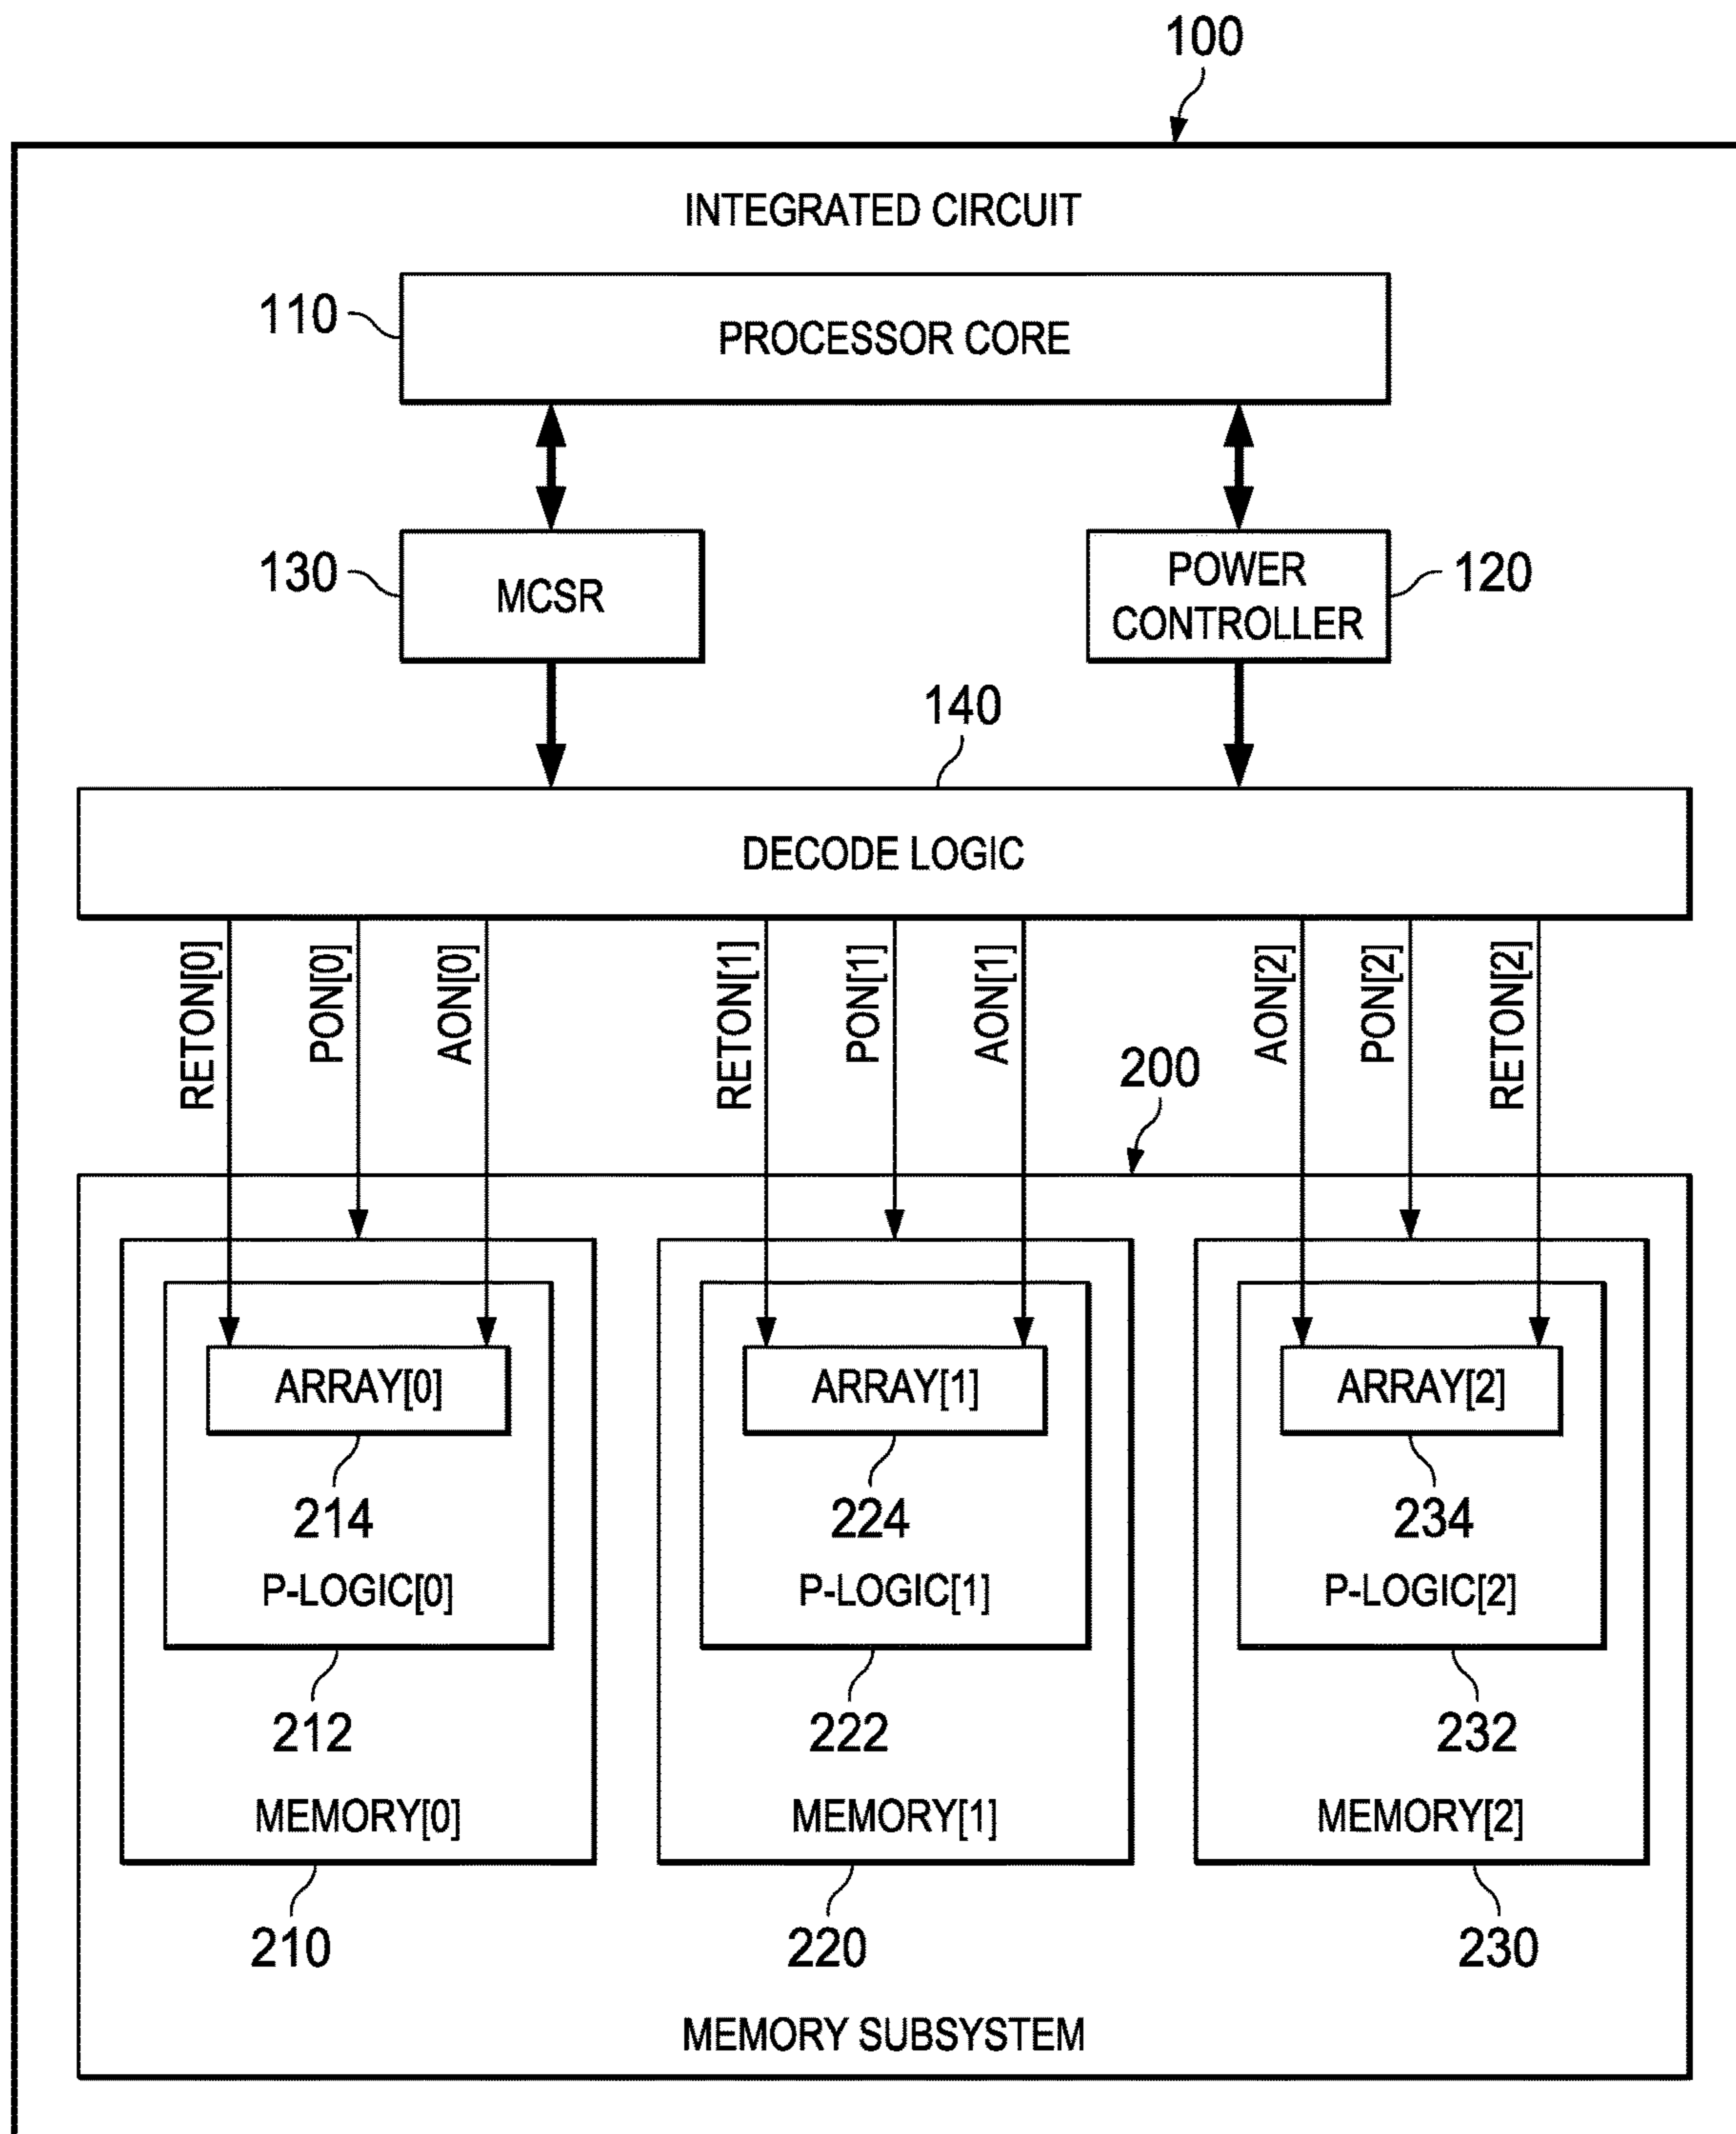 100
INTEGRATED CIRCUIT
110
PROCESSOR CORE
130
MCSR
POWER
CONTROLLER
120
140
DECODE LOGIC
RETON[0]
PON[0]
AON[0]
RETON[1]
PON[1]
AON[1]
AON[2]
PON[2]
RETON[2]
200
ARRAY[0]
ARRAY[1]
ARRAY[2]
214
224
234
P-LOGIC[0]
P-LOGIC[1]
P-LOGIC[2]
212
222
232
MEMORY[0]
MEMORY[1]
MEMORY[2]
210
220
230
MEMORY SUBSYSTEM